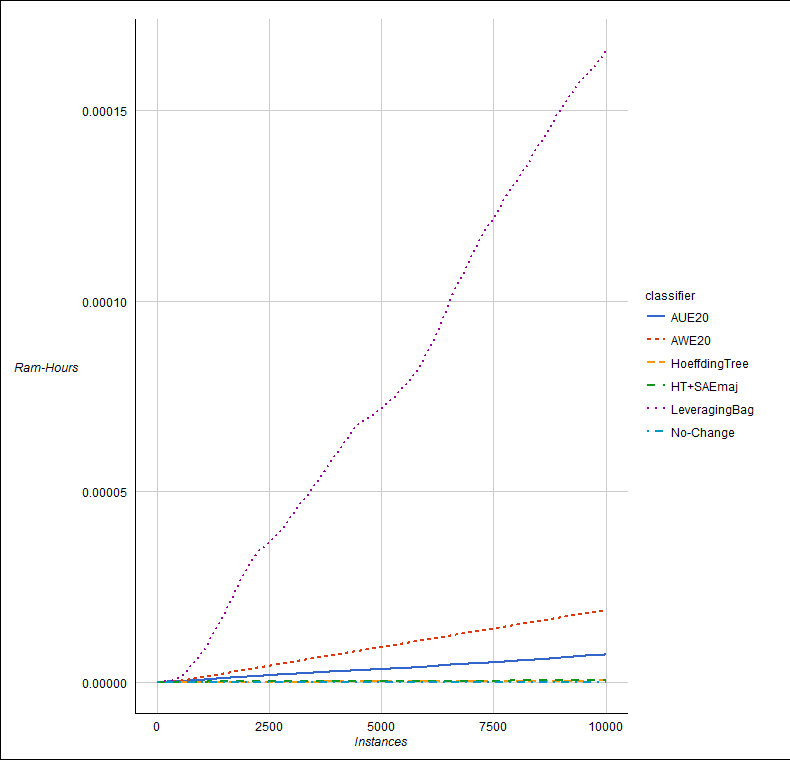 0.00015
0.00010
0.00005
0.00000
Ram-Hours
0
2500
5000
7500
10000
Instances
classifier
AUE20
AWE20
HoeffdingTree
HT+SAEmaj
LeveragingBag
No-Change